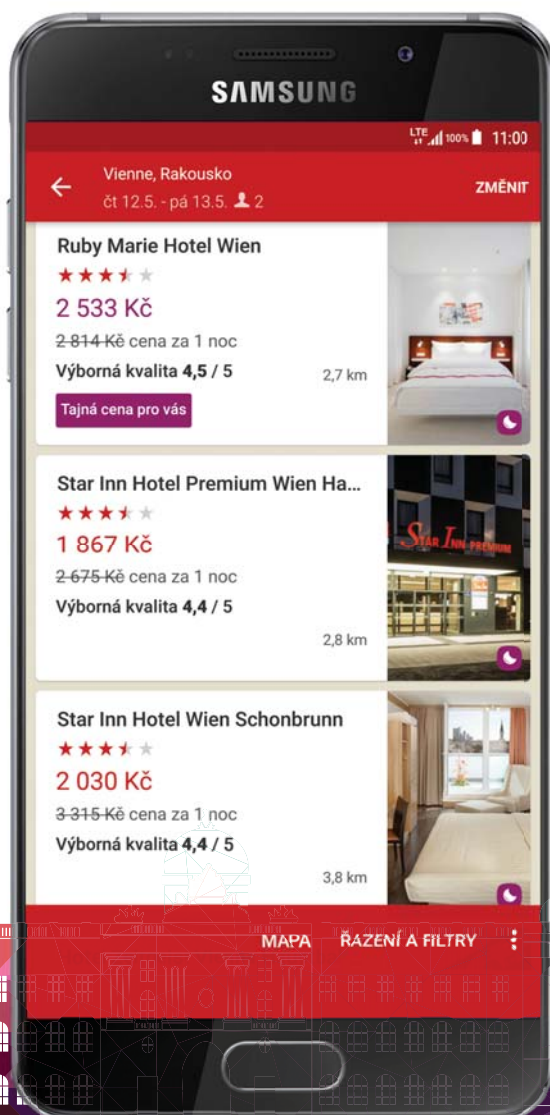 SAMSUNG
LTE 100% 11:00
Vienne, Rakousko
čt 12.5. - pá 13.5. 2
ZMĚNIT
Ruby Marie Hotel Wien
2 533 Kč
2 814 Kč cena za 1 noc
Výborná kvalita 4,5 / 5
2,7 km
Tajná cena pro vás
Star Inn Hotel Premium Wien Ha...
1 867 Kč
2 675 Kč cena za 1 noc
Výborná kvalita 4,4 / 5
2,8 km
STAR INN PREMIUM
Star Inn Hotel Wien Schonbrunn
2 030 Kč
3 315 Kč cena za 1 noc
Výborná kvalita 4,4 / 5
3,8 km
MAPA ŘAZENÍ A FILTRY